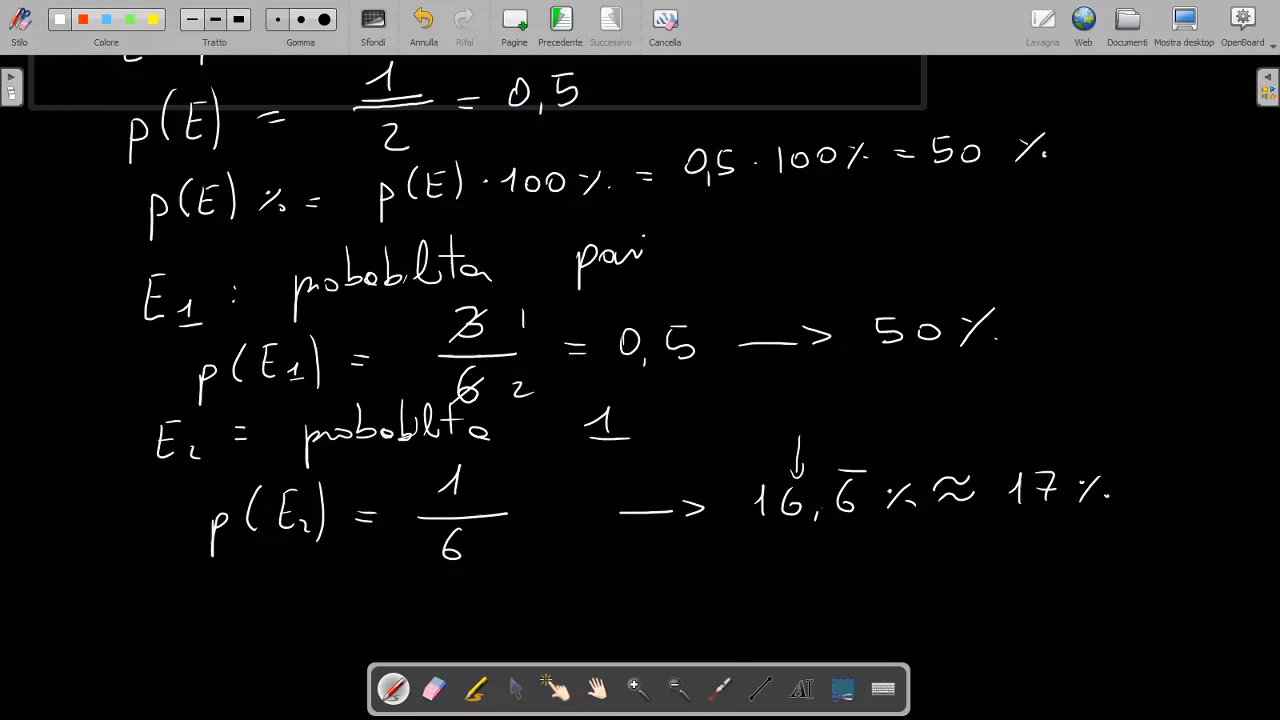 Stilo Colore Tratto Gomma Sfondi Annulla Rifai Pagine Precedente Successivo Cancella Lavagna Web Documenti Mostra desktop OpenBoard
p(E) = 1/2 = 0,5
p(E) % = p(E) · 100 % = 0,5 · 100 % = 50 %
E1 : probabilita pari
p(E1) = 3/6 1/2 = 0,5 —> 50 %
E2 = probabilita 1
p(E2) = 1/6 —> 16,6̅ % ≈ 17 %